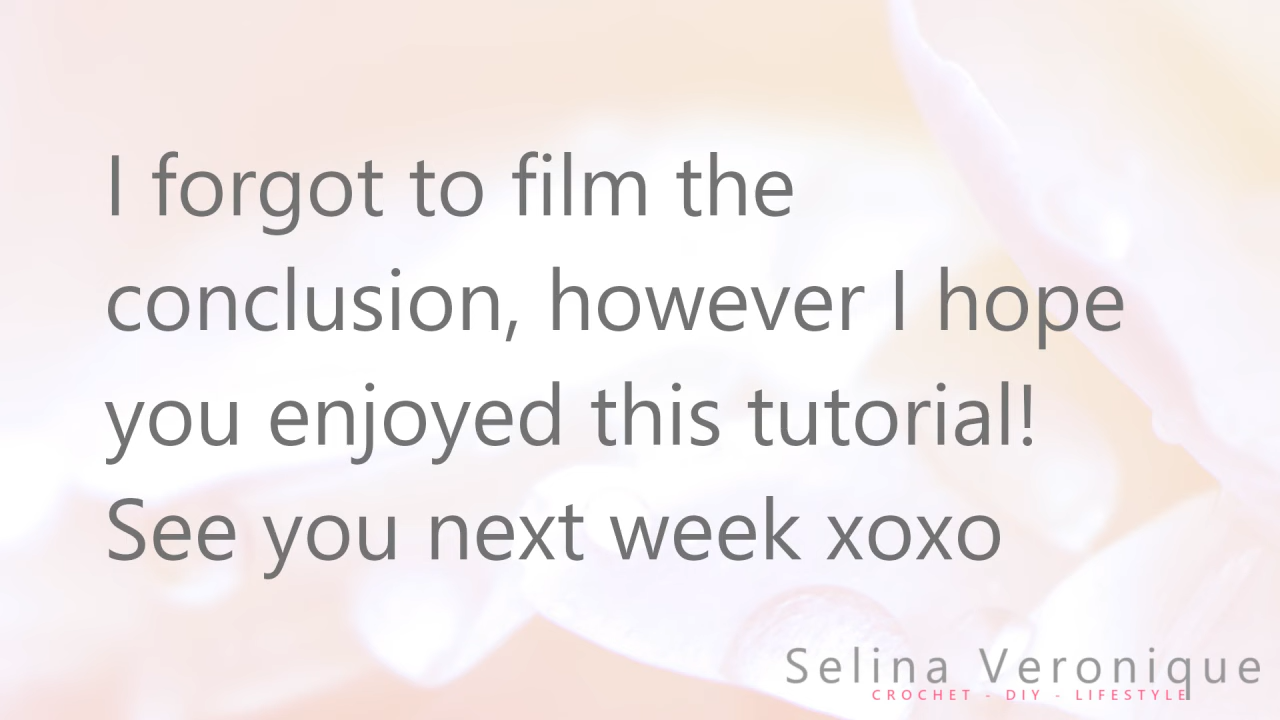 I forgot to film the
conclusion, however I hope
you enjoyed this tutorial!
See you next week xoxo
Selina Veronique
CROCHET - DIY - LIFESTYLE